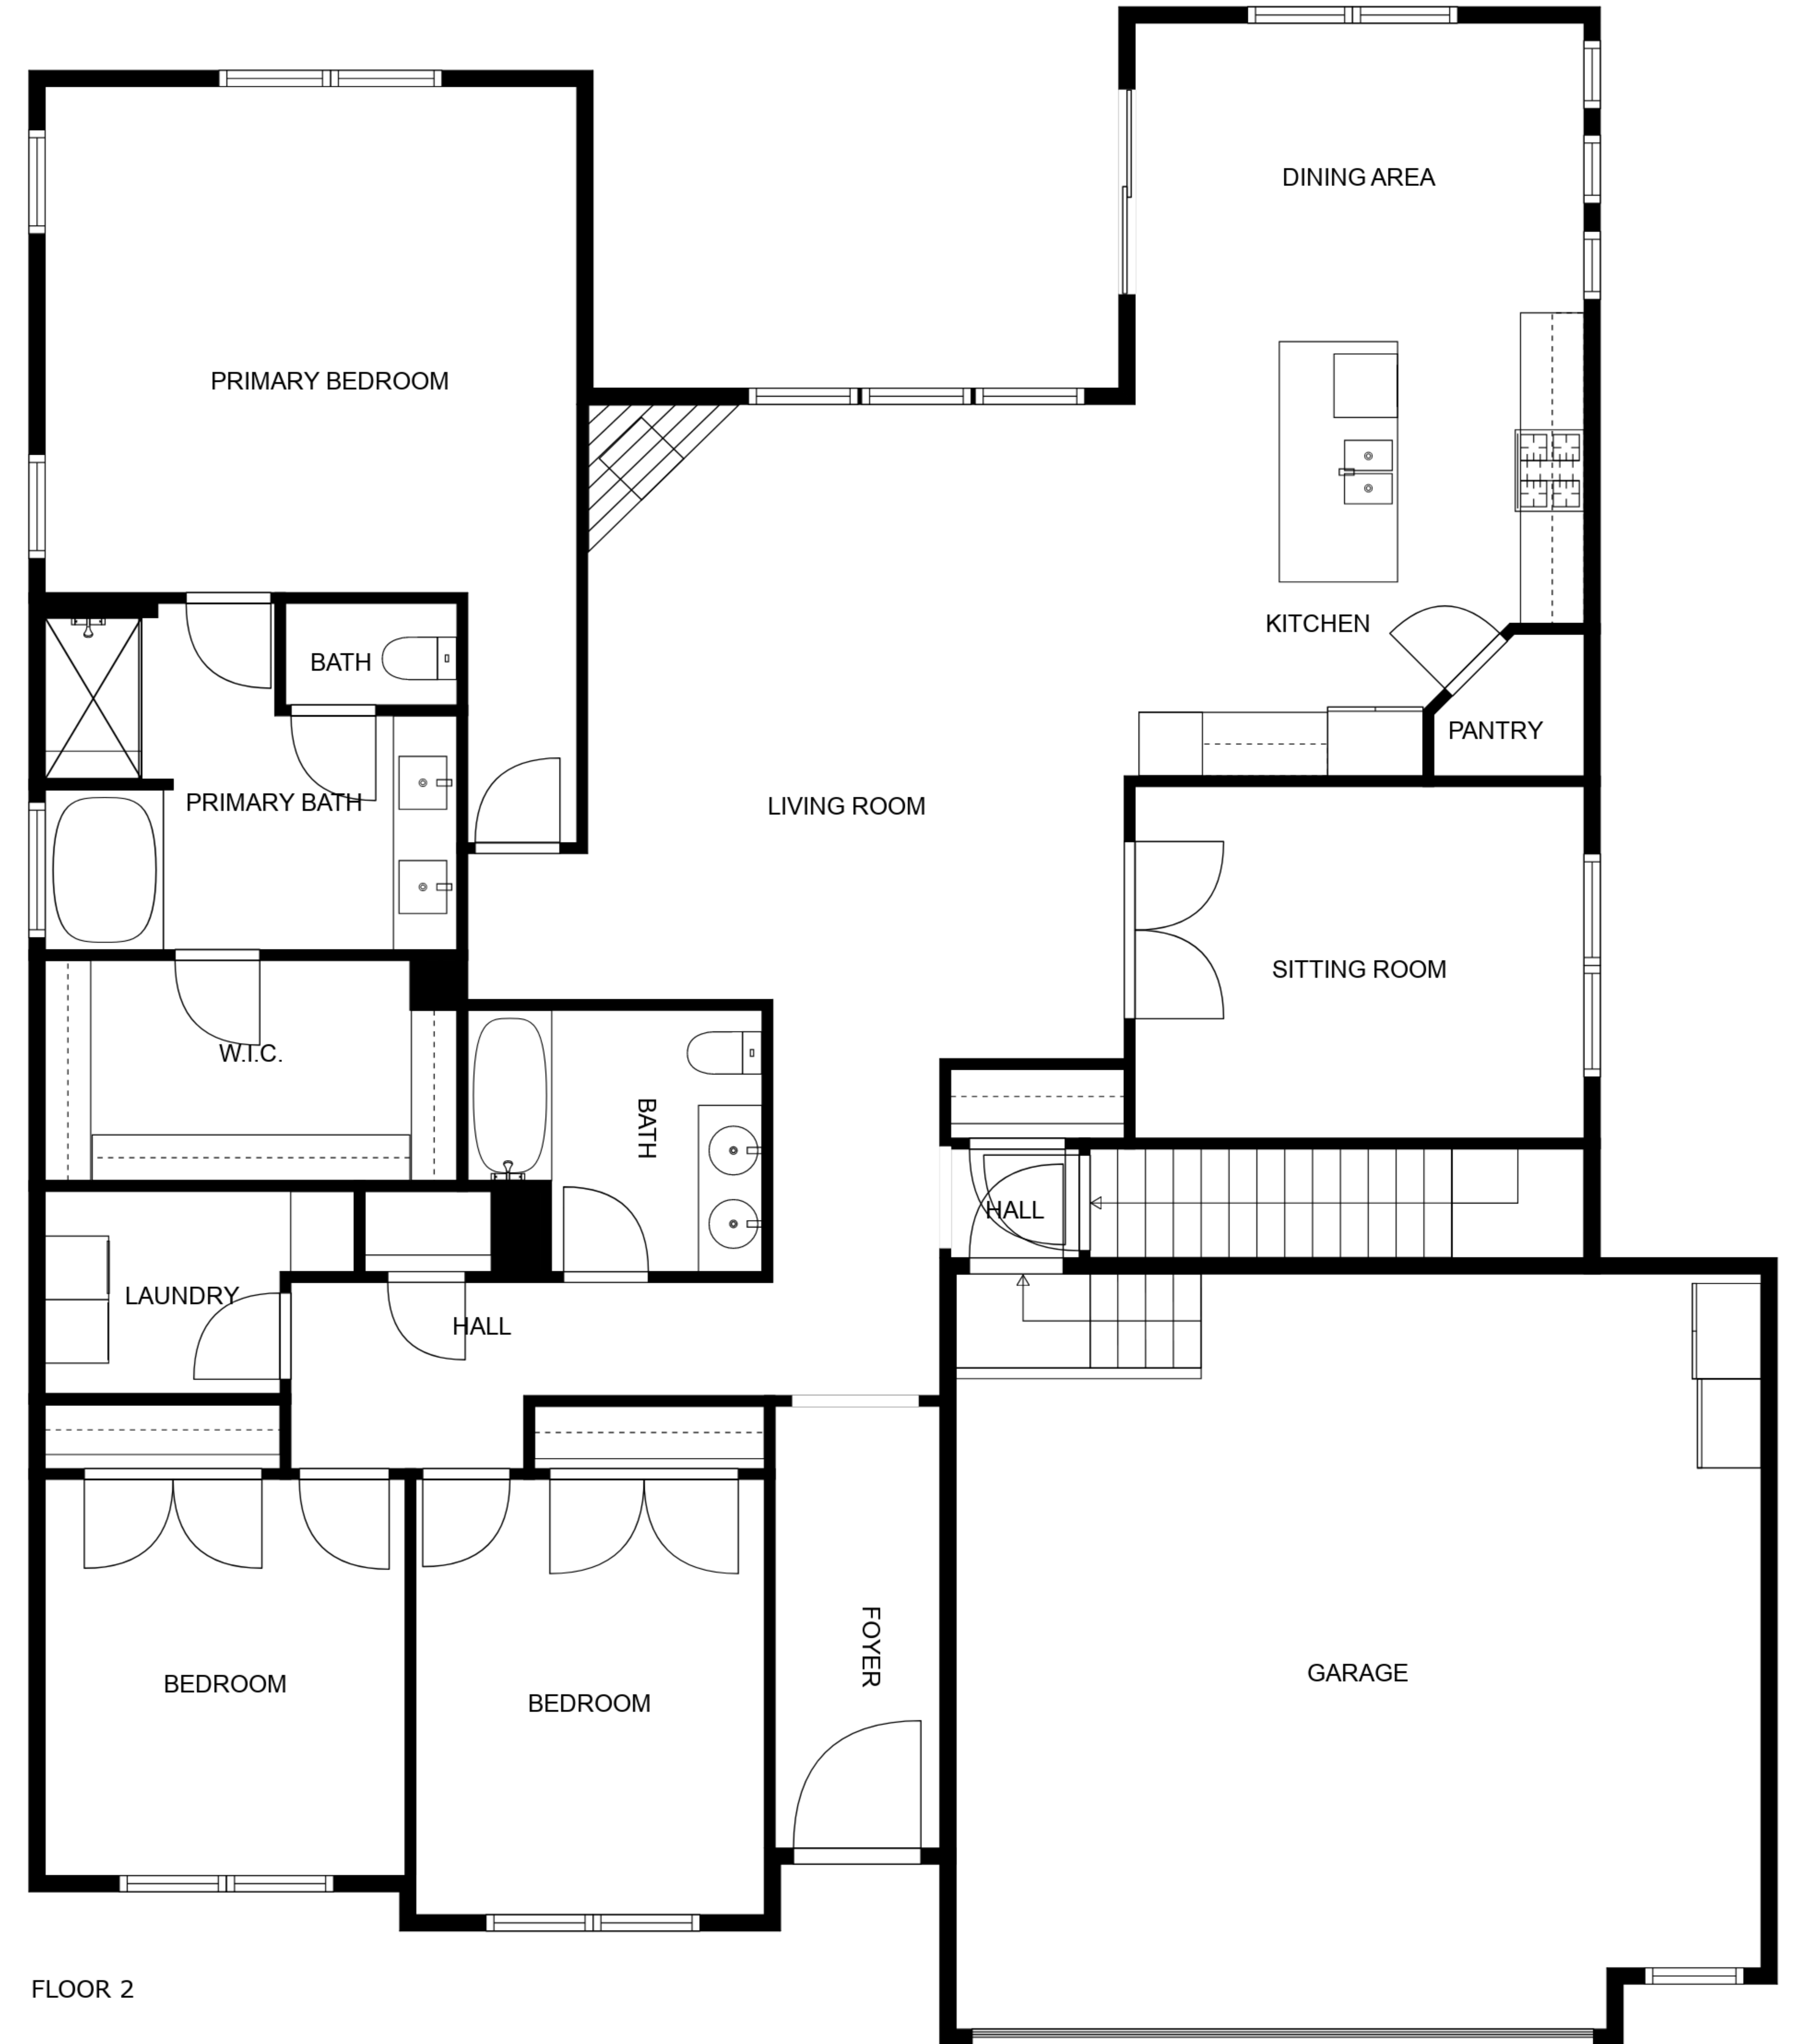 DINING AREA
PRIMARY BEDROOM
KITCHEN
BATH
PANTRY
PRIMARY BATH
LIVING ROOM
SITTING ROOM
W.I.C.
BATH
HALL
LAUNDRY
HALL
FOYER
GARAGE
BEDROOM
BEDROOM
FLOOR 2